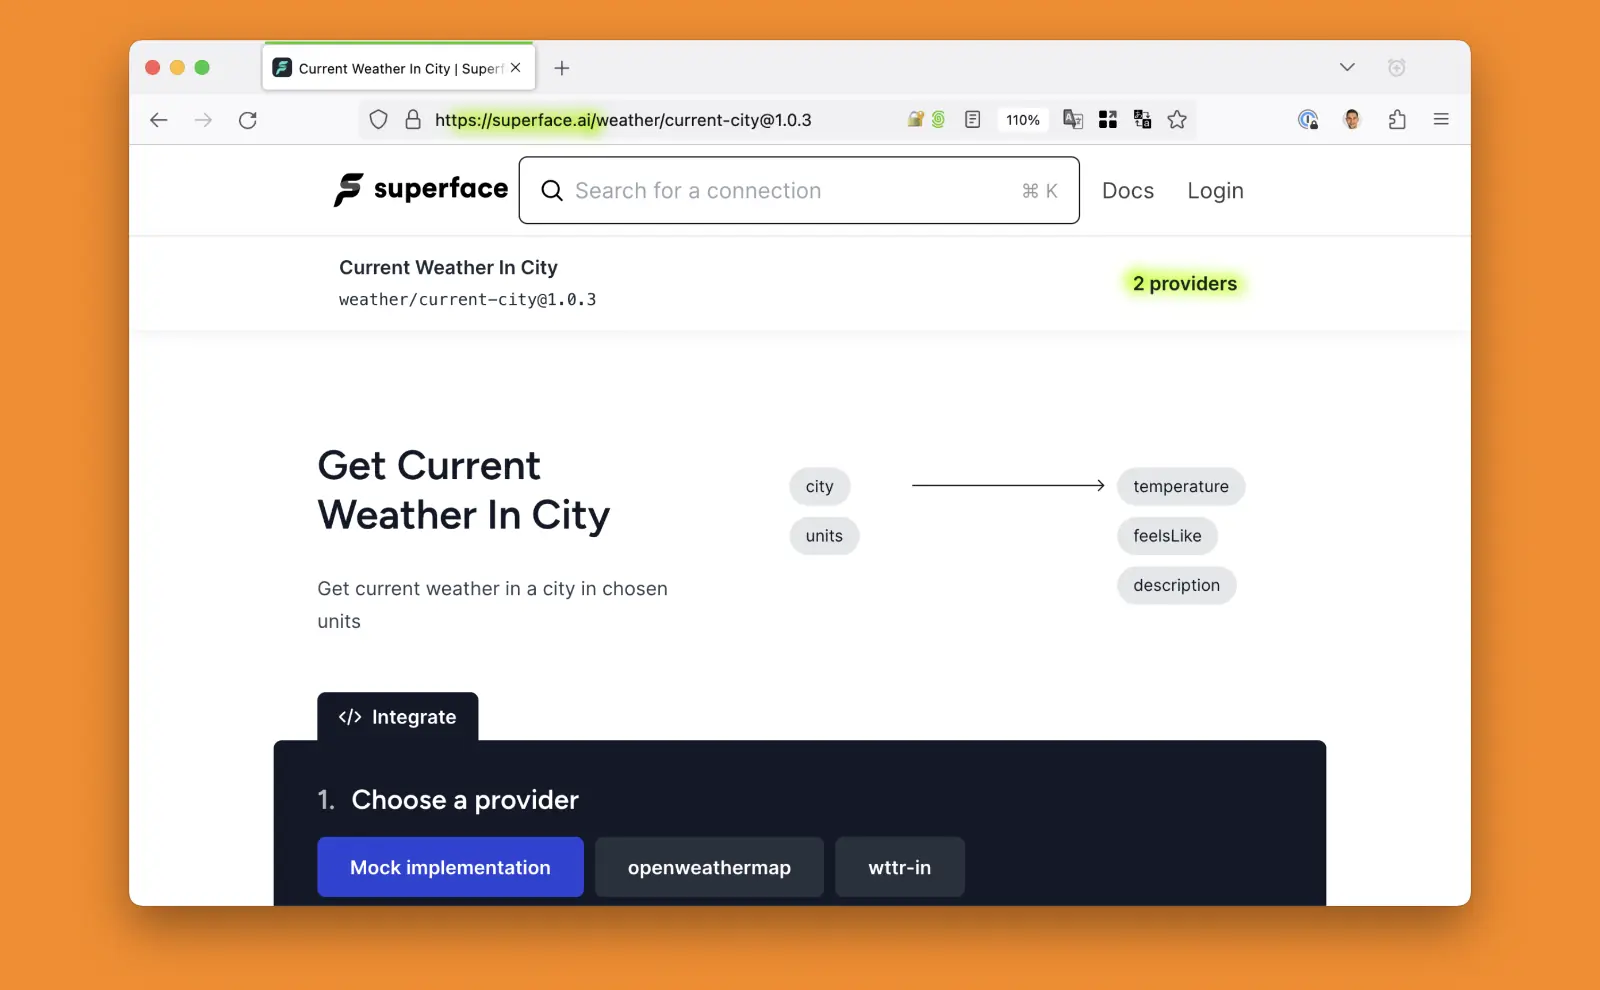 Current Weather In City | Superf
https://superface.ai/weather/current-city@1.0.3
110%
superface
Search for a connection
⌘ K
Docs
Login
Current Weather In City
weather/current-city@1.0.3
2 providers
Get Current
Weather In City
Get current weather in a city in chosen
units
city
units
temperature
feelsLike
description
</> Integrate
1. Choose a provider
Mock implementation
openweathermap
wttr-in